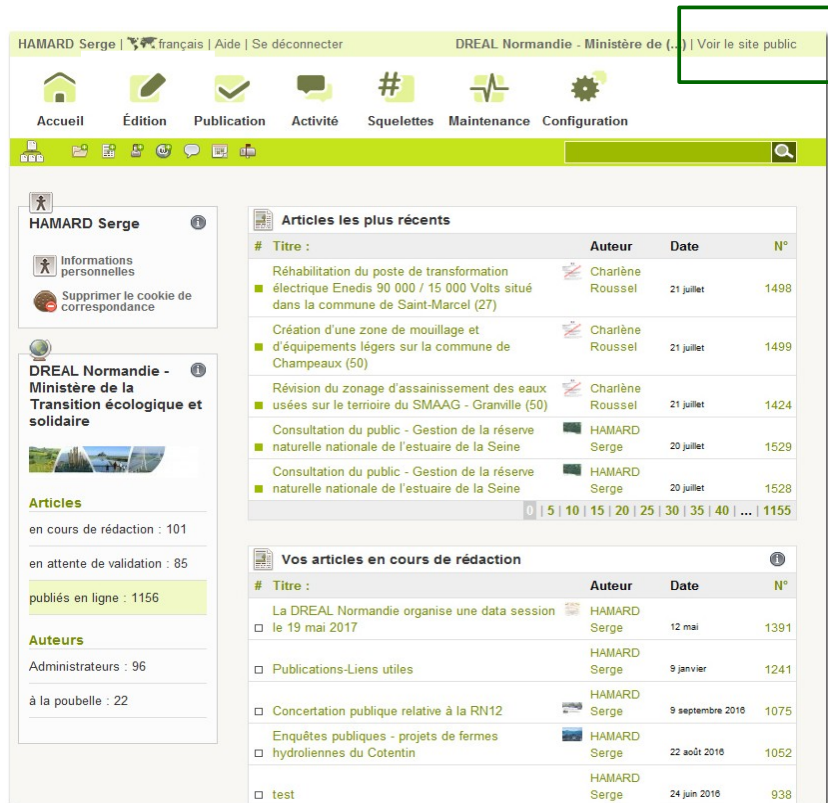 HAMARD Serge | français | Aide | Se déconnecter
DREAL Normandie - Ministère de (...) | Voir le site public
Accueil Édition Publication Activité Squelettes Maintenance Configuration
HAMARD Serge
Informations
personnelles
Supprimer le cookie de
correspondance
DREAL Normandie -
Ministère de la
Transition écologique et
solidaire
Articles
en cours de rédaction : 101
en attente de validation : 85
publiés en ligne : 1156
Auteurs
Administrateurs : 96
à la poubelle : 22
Articles les plus récents
# Titre : Auteur Date N°
Réhabilitation du poste de transformation Charlène
électrique Enedis 90 000 / 15 000 Volts situé Roussel 21 juillet 1498
dans la commune de Saint-Marcel (27)
Création d'une zone de mouillage et Charlène
d'équipements légers sur la commune de Roussel 21 juillet 1499
Champeaux (50)
Révision du zonage d'assainissement des eaux Charlène
usées sur le terrioire du SMAAG - Granville (50) Roussel 21 juillet 1424
Consultation du public - Gestion de la réserve HAMARD
naturelle nationale de l'estuaire de la Seine Serge 20 juillet 1529
Consultation du public - Gestion de la réserve HAMARD
naturelle nationale de l'estuaire de la Seine Serge 20 juillet 1528
0 | 5 | 10 | 15 | 20 | 25 | 30 | 35 | 40 | ... | 1155
Vos articles en cours de rédaction
# Titre : Auteur Date N°
La DREAL Normandie organise une data session HAMARD
le 19 mai 2017 Serge 12 mai 1391
HAMARD
Publications-Liens utiles Serge 9 janvier 1241
HAMARD
Concertation publique relative à la RN12 Serge 9 septembre 2016 1075
Enquêtes publiques - projets de fermes HAMARD
hydroliennes du Cotentin Serge 22 août 2016 1052
HAMARD
test Serge 24 juin 2016 938